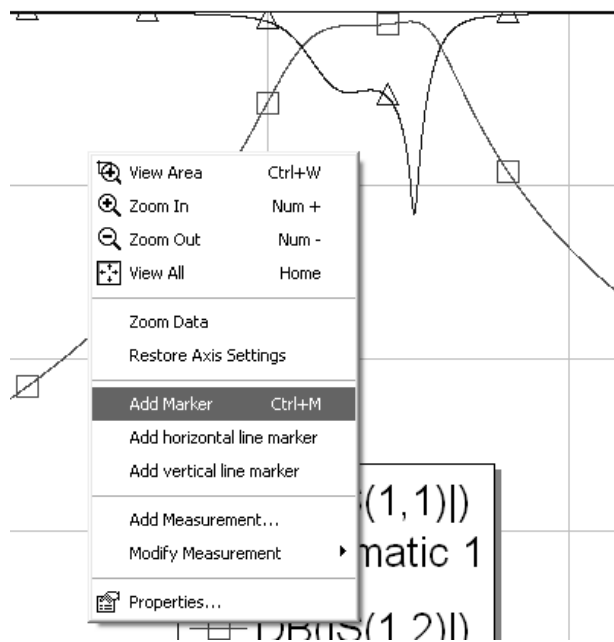 View Area Ctrl+W
Zoom In Num +
Zoom Out Num -
View All Home
Zoom Data
Restore Axis Settings
Add Marker Ctrl+M
Add horizontal line marker
Add vertical line marker
Add Measurement...
Modify Measurement
Properties...
(1,1)|)
matic 1
DB(|S(1,2)|)